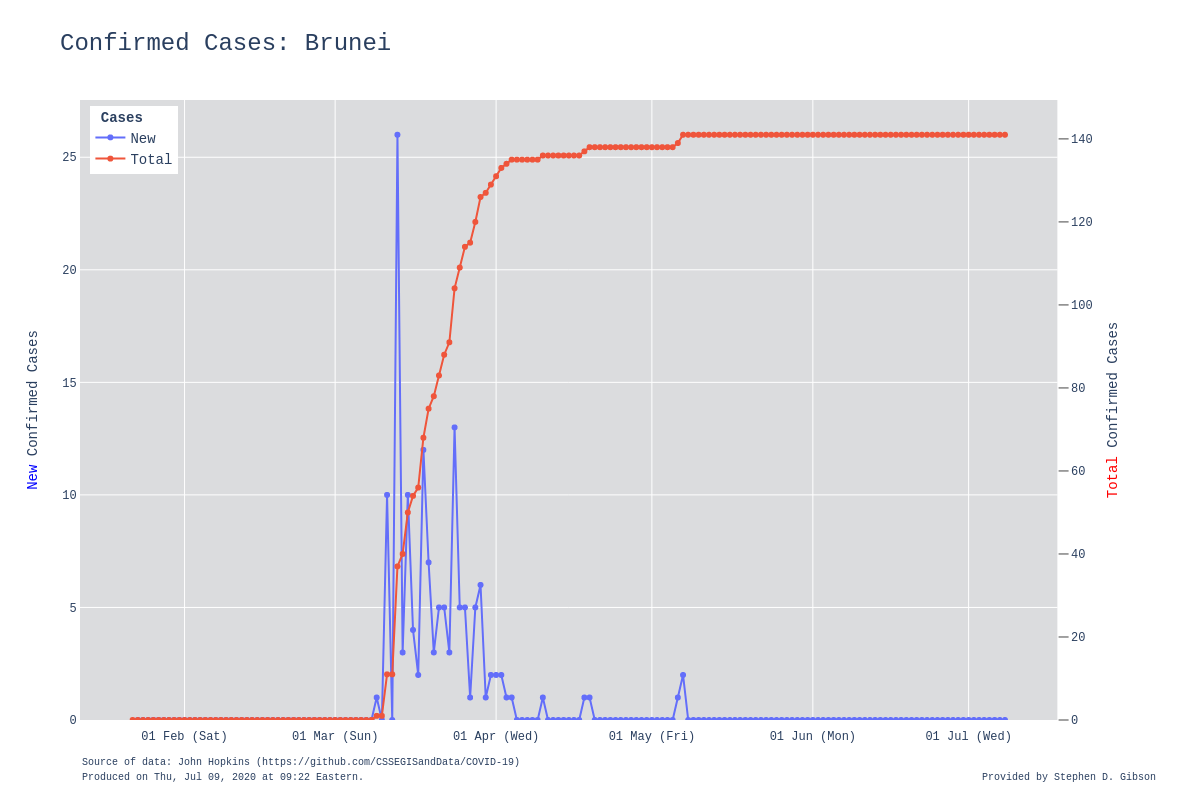 Confirmed Cases: Brunei
Cases
New
Total
25
20
15
10
5
0
140
120
100
80
60
40
20
0
New Confirmed Cases
Total Confirmed Cases
01 Feb (Sat)
01 Mar (Sun)
01 Apr (Wed)
01 May (Fri)
01 Jun (Mon)
01 Jul (Wed)
Source of data: John Hopkins (https://github.com/CSSEGISandData/COVID-19)
Produced on Thu, Jul 09, 2020 at 09:22 Eastern.
Provided by Stephen D. Gibson